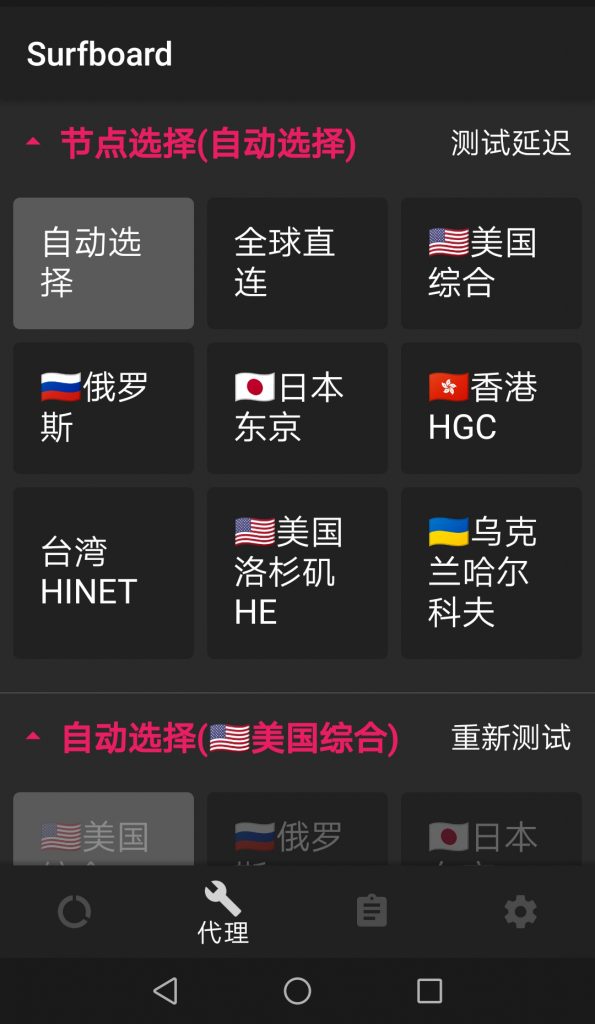 Surfboard
节点选择(自动选择)
测试延迟
自动选
择
全球直
连
🇺🇸美国
综合
🇷🇺俄罗
斯
🇯🇵日本
东京
🇭🇰香港
HGC
台湾
HINET
🇺🇸美国
洛杉矶
HE
🇺🇦乌克
兰哈尔
科夫
自动选择(🇺🇸美国综合)
重新测试
🇺🇸美国
🇷🇺俄罗
🇯🇵日本
代理